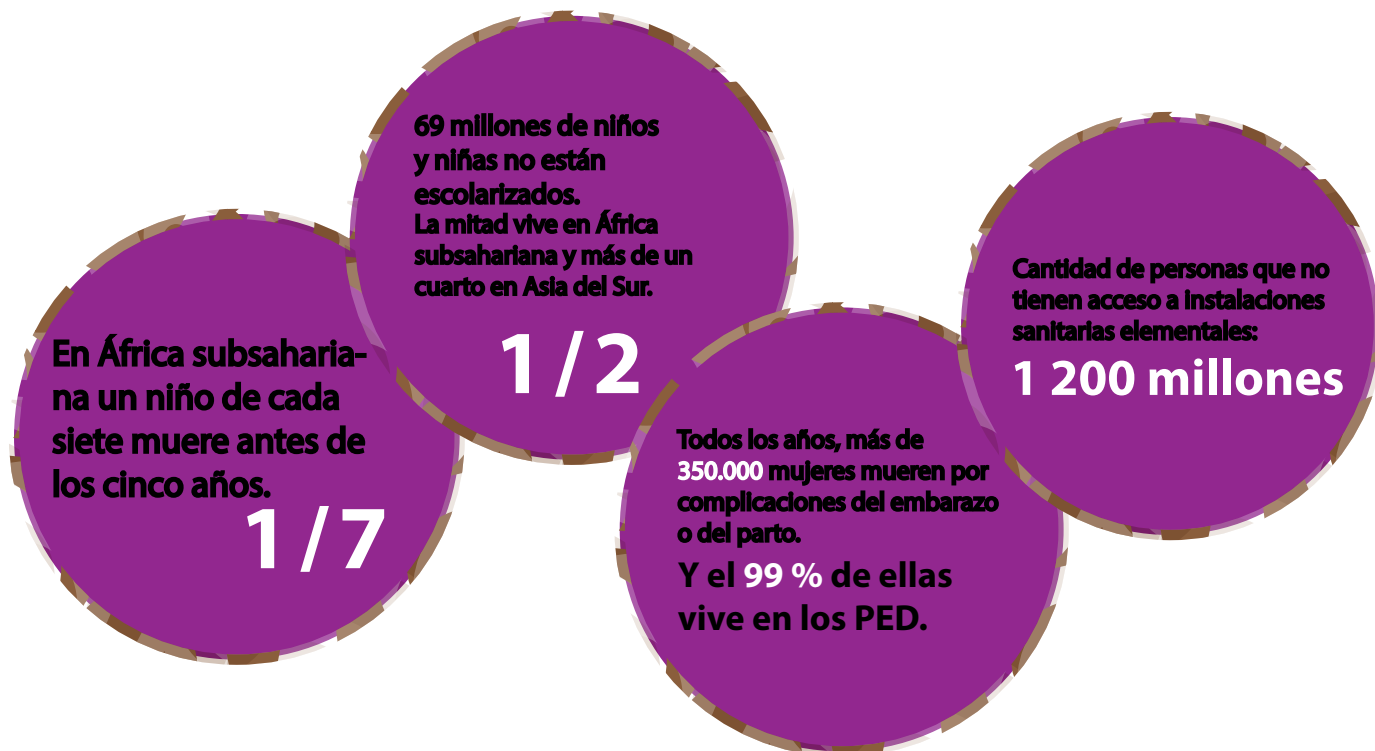 En África subsaharia-
na un niño de cada
siete muere antes de
los cinco años.
1/7
69 millones de niños
y niñas no están
escolarizados.
La mitad vive en África
subsahariana y más de un
cuarto en Asia del Sur.
1/2
Todos los años, más de
350.000 mujeres mueren por
complicaciones del embarazo
o del parto.
Y el 99 % de ellas
vive en los PED.
Cantidad de personas que no
tienen acceso a instalaciones
sanitarias elementales:
1 200 millones